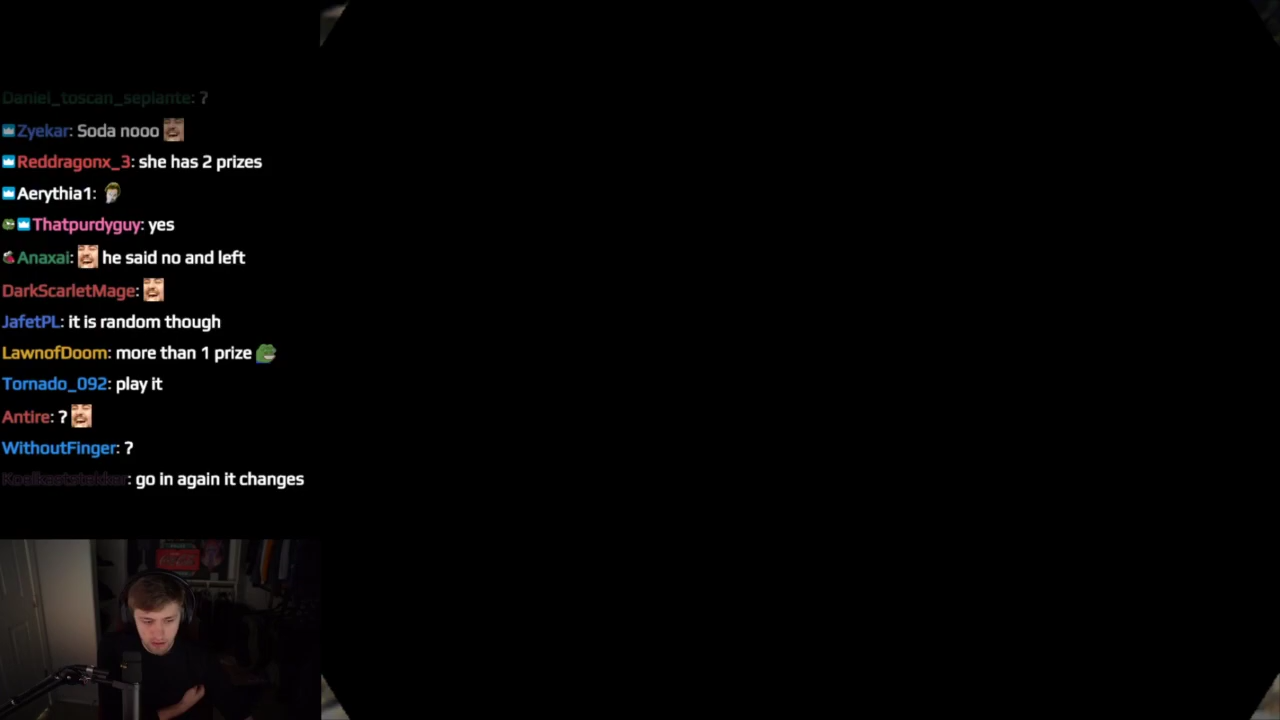 Daniel_toscan_sepiante: ?
Zyekar: Soda nooo
Reddragonx_3: she has 2 prizes
Aerythia1:
Thatpurdyguy: yes
Anaxai: he said no and left
DarkScarletMage:
JafetPL: it is random though
LawnofDoom: more than 1 prize
Tornado_092: play it
Antire: ?
WithoutFinger: ?
: go in again it changes